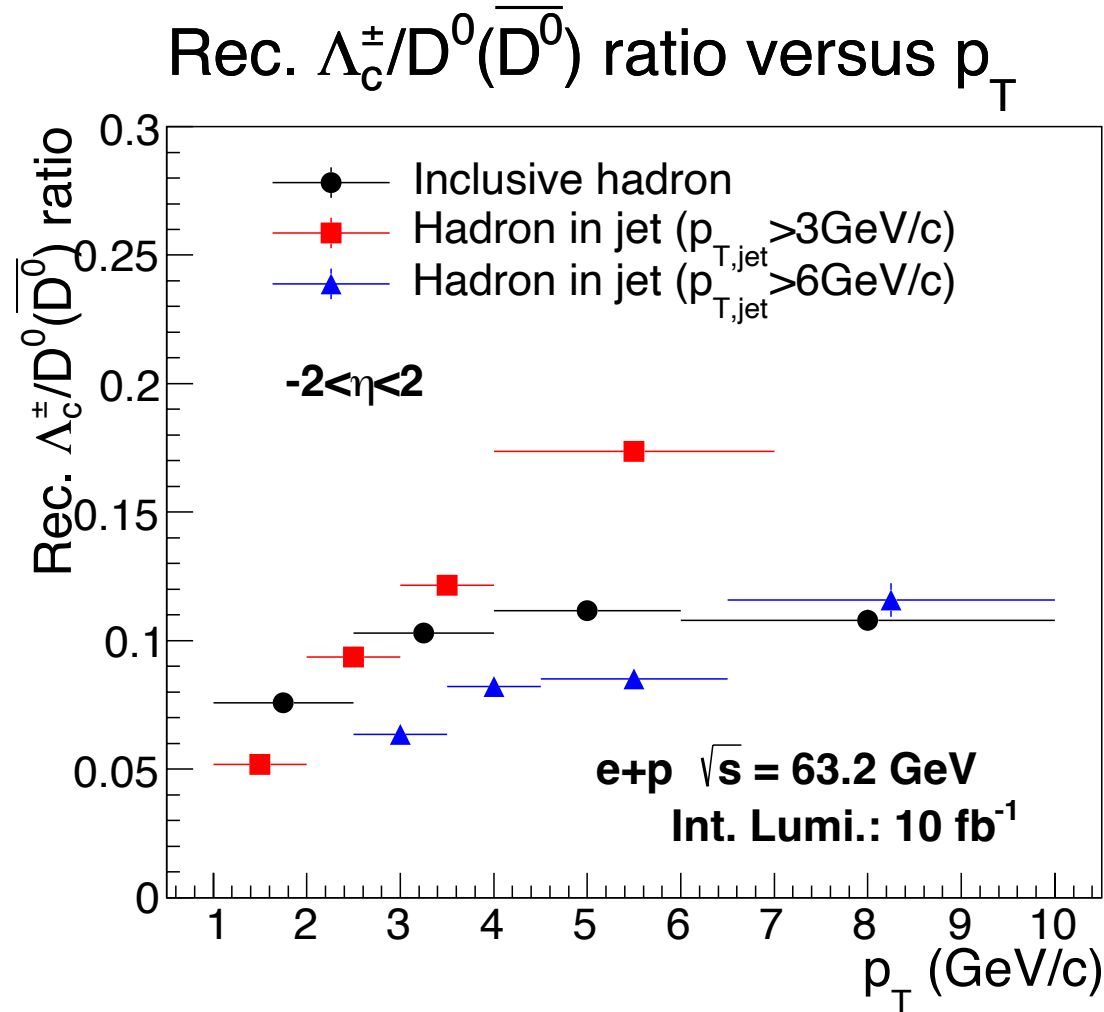 Rec. Λc±/D⁰(D̅⁰) ratio versus pT
Rec. Λc±/D⁰(D̅⁰) ratio
0.3
0.25
0.2
0.15
0.1
0.05
0
Inclusive hadron
Hadron in jet (pT,jet>3GeV/c)
Hadron in jet (pT,jet>6GeV/c)
-2<η<2
e+p √s = 63.2 GeV
Int. Lumi.: 10 fb⁻¹
1 2 3 4 5 6 7 8 9 10
pT (GeV/c)